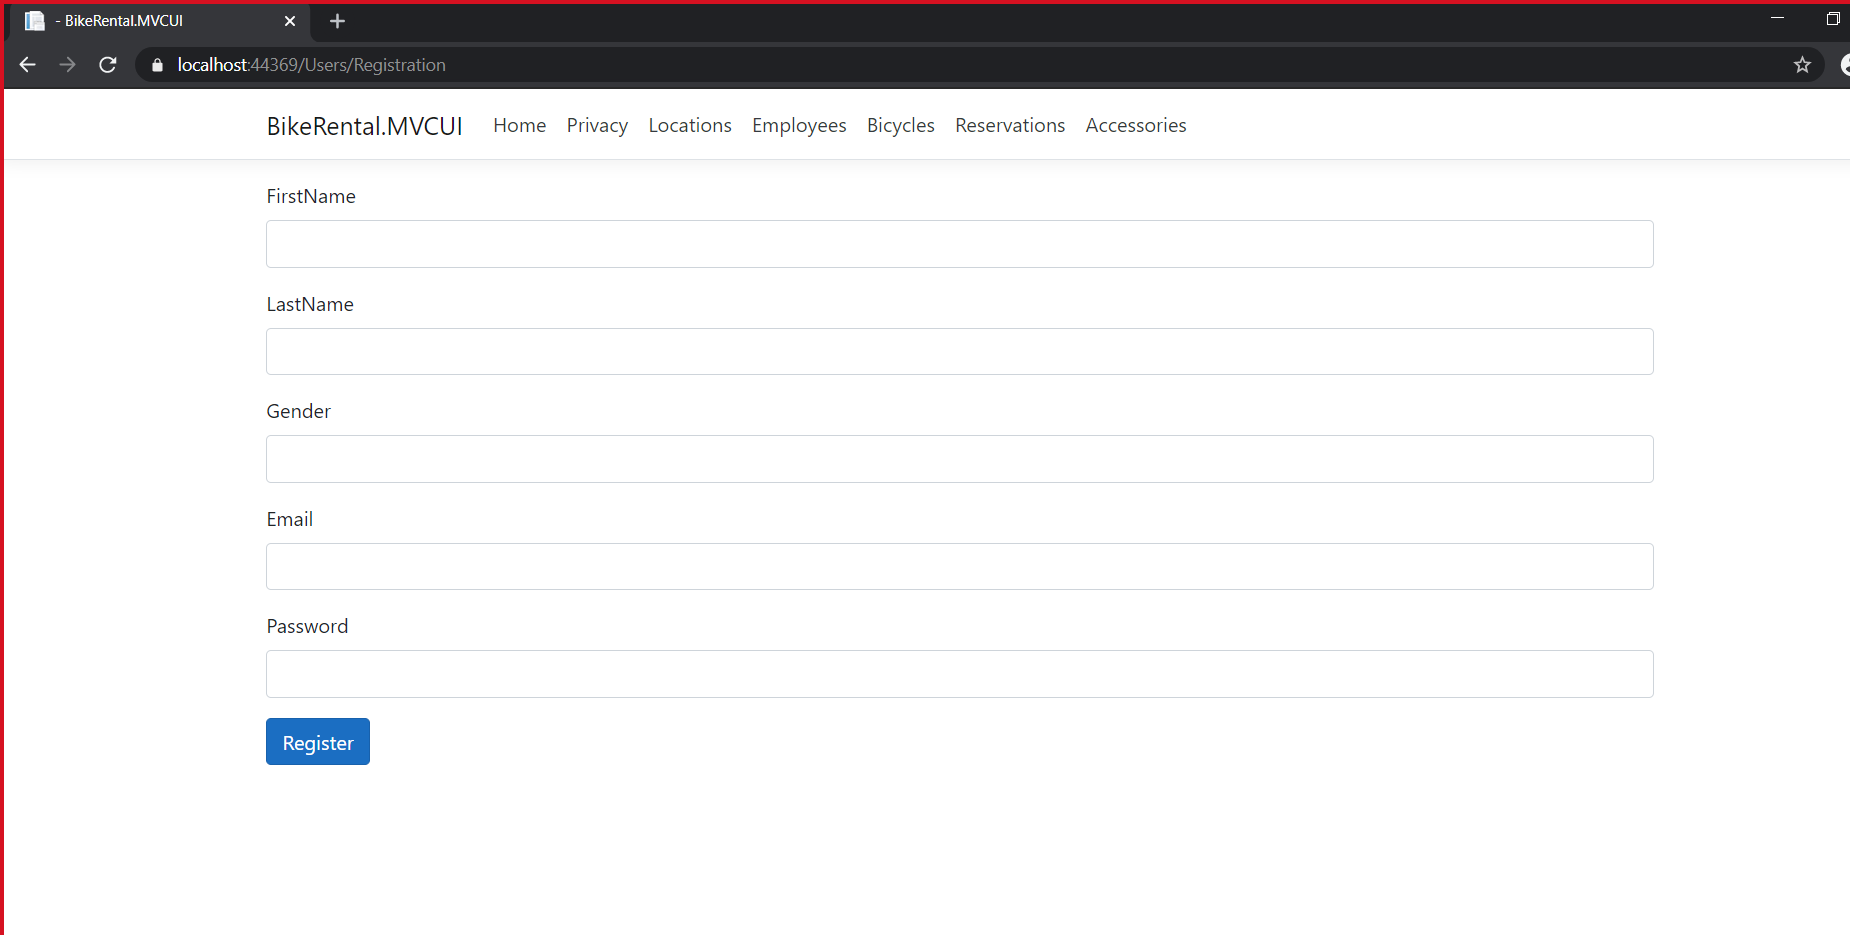 - BikeRental.MVCUI
localhost:44369/Users/Registration
BikeRental.MVCUI Home Privacy Locations Employees Bicycles Reservations Accessories
FirstName
LastName
Gender
Email
Password
Register